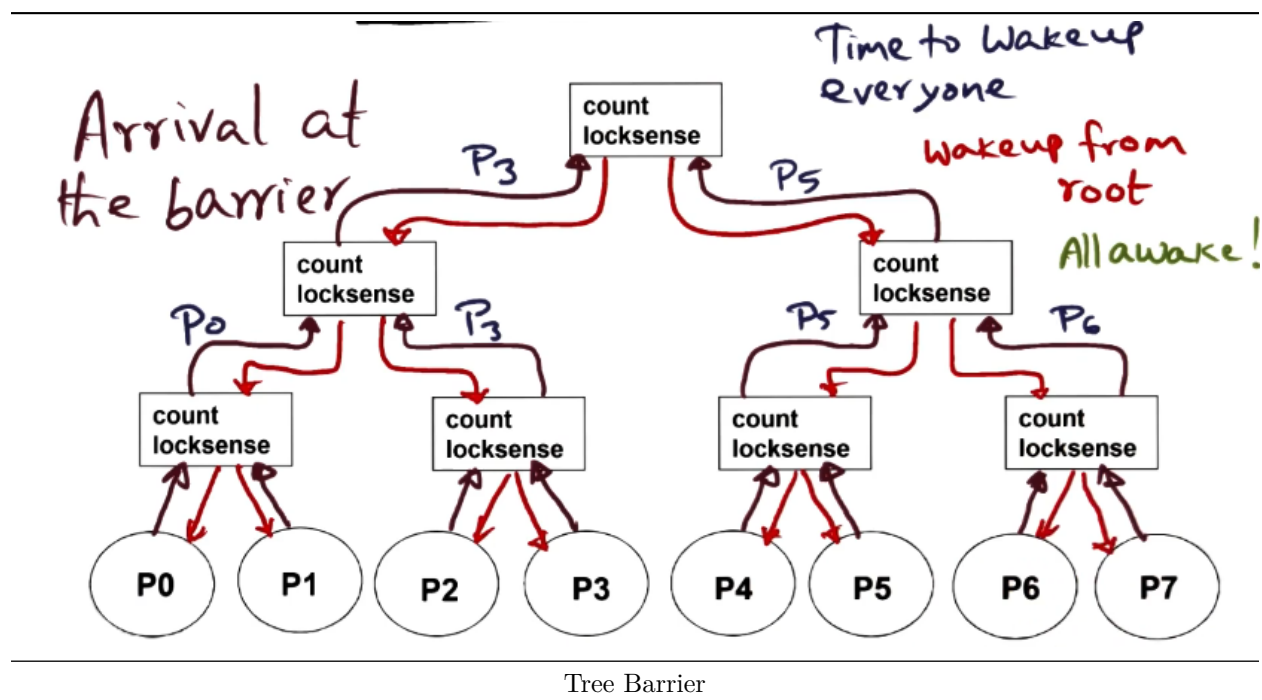 Time to Wakeup
everyone
Arrival at
the barrier
count
locksense
Wakeup from
root
All awake!
P3
P5
count
locksense
count
locksense
P0
P3
P5
P6
count
locksense
count
locksense
count
locksense
count
locksense
P0
P1
P2
P3
P4
P5
P6
P7
Tree Barrier